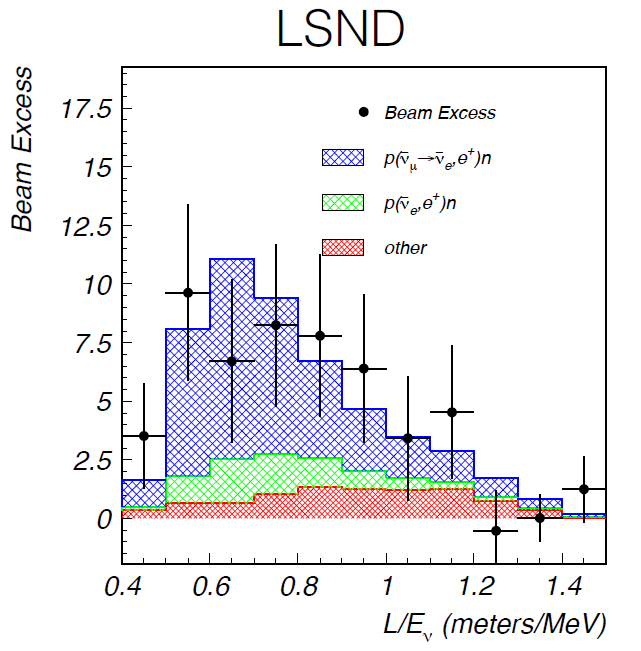 LSND
Beam Excess
17.5
15
12.5
10
7.5
5
2.5
0
Beam Excess
p(ν̄μ→ν̄e,e⁺)n
p(ν̄e,e⁺)n
other
0.4 0.6 0.8 1 1.2 1.4
L/Eν (meters/MeV)